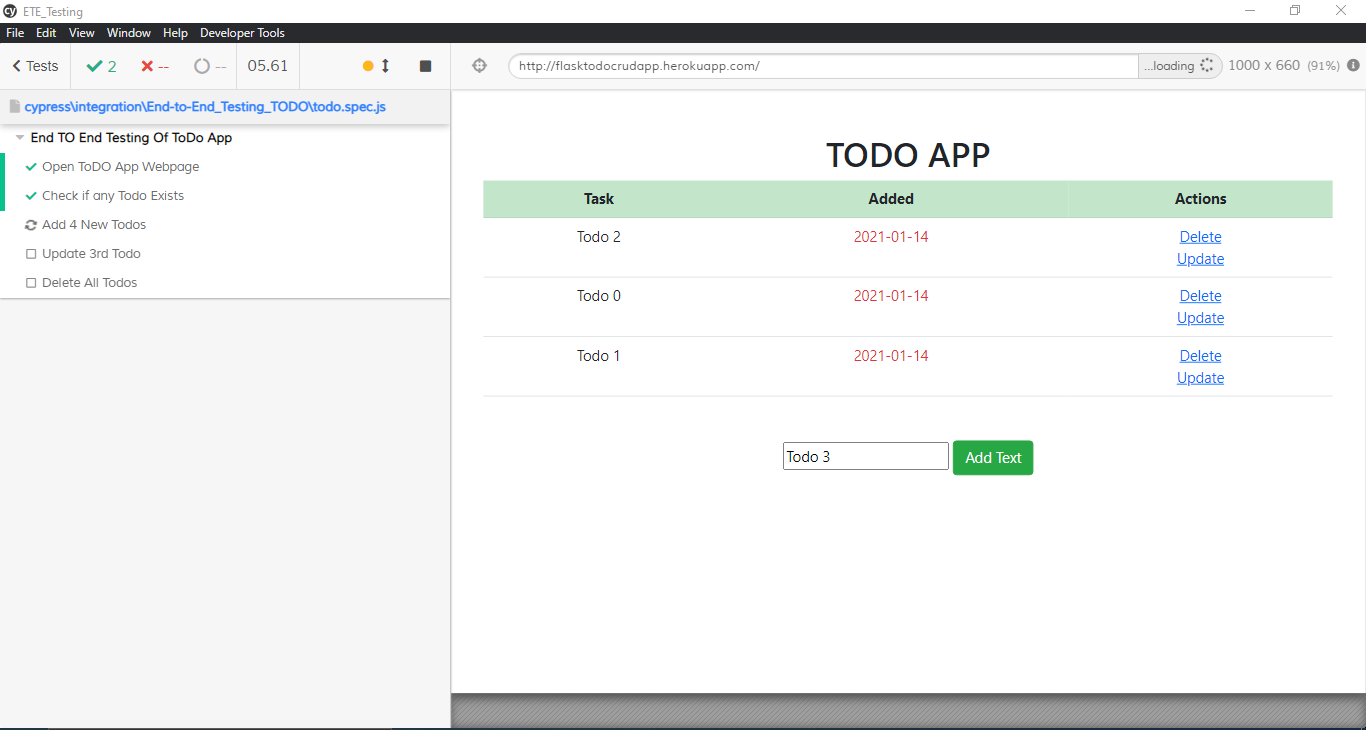 cy ETE_Testing
File Edit View Window Help Developer Tools
Tests 2 -- -- 05.61
http://flasktodocrudapp.herokuapp.com/ ...loading 1000 x 660 (91%)
cypress\integration\End-to-End_Testing_TODO\todo.spec.js
End TO End Testing Of ToDo App
Open ToDO App Webpage
Check if any Todo Exists
Add 4 New Todos
Update 3rd Todo
Delete All Todos
TODO APP
Task Added Actions
Todo 2 2021-01-14 Delete
Update
Todo 0 2021-01-14 Delete
Update
Todo 1 2021-01-14 Delete
Update
Todo 3 Add Text